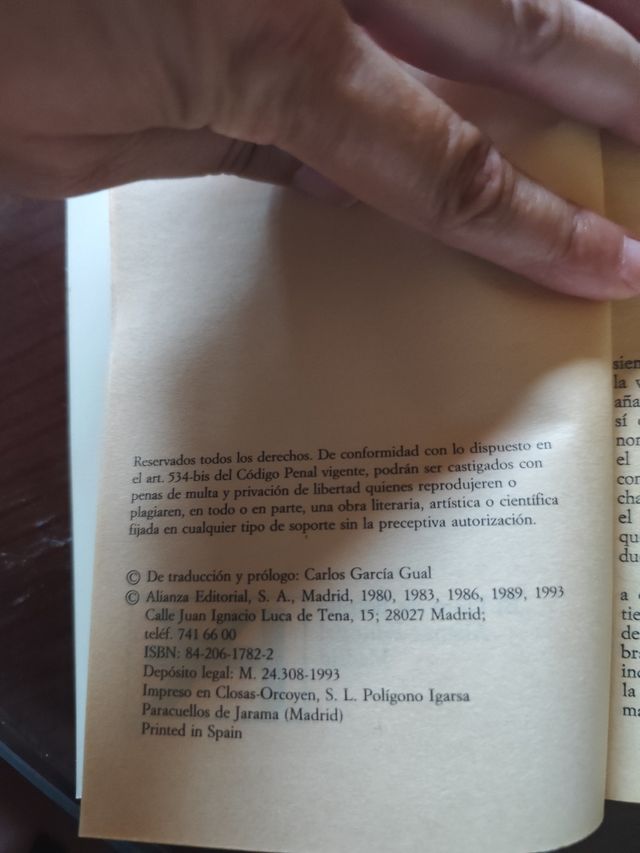 Reservados todos los derechos. De conformidad con lo dispuesto en
el art. 534-bis del Código Penal vigente, podrán ser castigados con
penas de multa y privación de libertad quienes reprodujeren o
plagiaren, en todo o en parte, una obra literaria, artística o científica
fijada en cualquier tipo de soporte sin la preceptiva autorización.
© De traducción y prólogo: Carlos García Gual
© Alianza Editorial, S. A., Madrid, 1980, 1983, 1986, 1989, 1993
Calle Juan Ignacio Luca de Tena, 15; 28027 Madrid;
teléf. 741 66 00
ISBN: 84-206-1782-2
Depósito legal: M. 24.308-1993
Impreso en Closas-Orcoyen, S. L. Polígono Igarsa
Paracuellos de Jarama (Madrid)
Printed in Spain